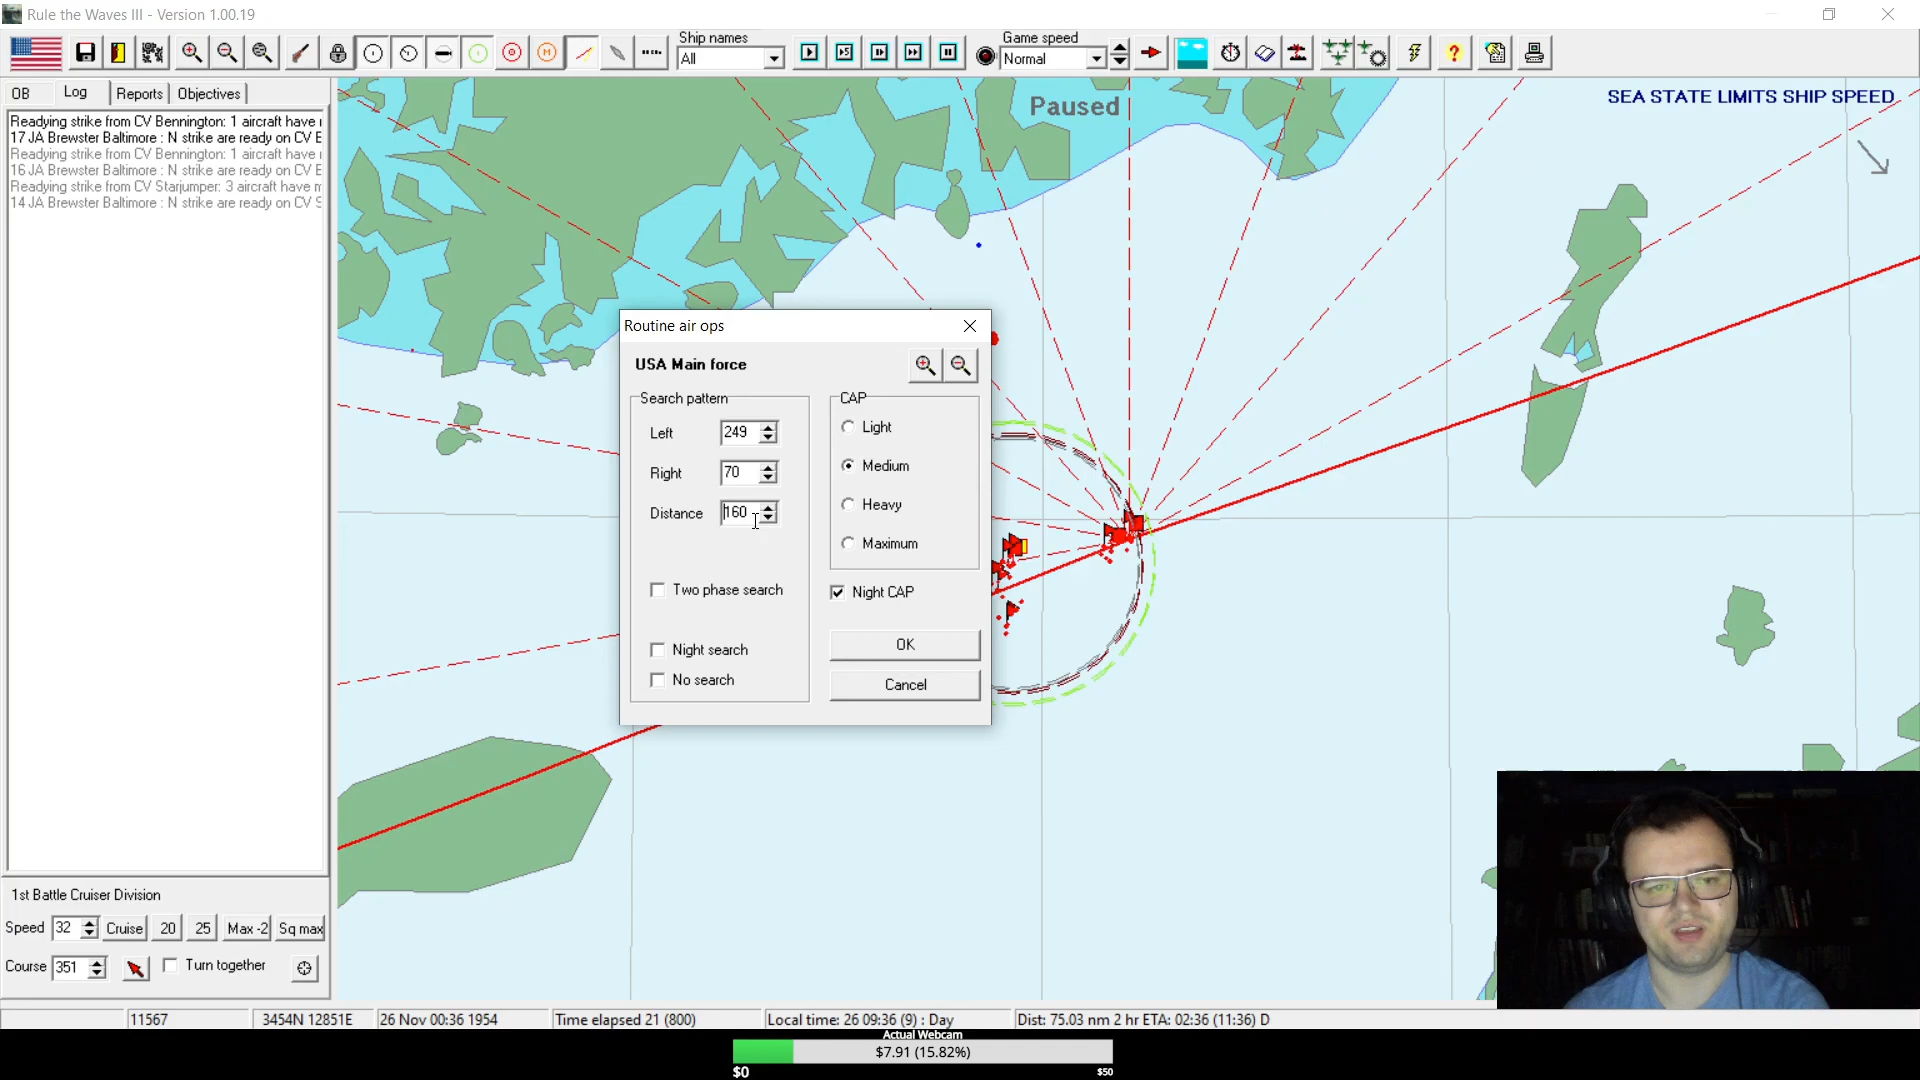 Rule the Waves III - Version 1.00.19
Ship names
All
Game speed
Normal
OB
Log
Reports
Objectives
Readying strike from CV Bennington: 1 aircraft have
17 JA Brewster Baltimore : N strike are ready on CV
Readying strike from CV Bennington: 1 aircraft have
16 JA Brewster Baltimore : N strike are ready on CV
Readying strike from CV Starjumper: 3 aircraft have
14 JA Brewster Baltimore : N strike are ready on CV
Paused
SEA STATE LIMITS SHIP SPEED
Routine air ops
USA Main force
Search pattern
Left 249
Right 70
Distance 160
Two phase search
Night search
No search
CAP
Light
Medium
Heavy
Maximum
Night CAP
OK
Cancel
1st Battle Cruiser Division
Speed 32 Cruise 20 25 Max -2 Sq max
Course 351 Turn together
11567
3454N 12851E
26 Nov 00:36 1954
Time elapsed 21 (800)
Local time: 26 09:36 (9) : Day
Dist: 75.03 nm 2 hr ETA: 02:36 (11:36) D
Actual Webcam
$7.91 (15.82%)
$0
$50